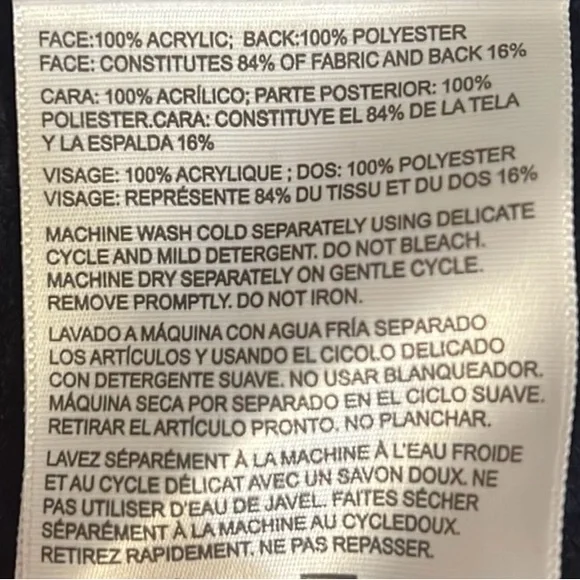 FACE:100% ACRYLIC; BACK:100% POLYESTER
FACE: CONSTITUTES 84% OF FABRIC AND BACK 16%
CARA: 100% ACRÍLICO; PARTE POSTERIOR: 100%
POLIESTER.CARA: CONSTITUYE EL 84% DE LA TELA
Y LA ESPALDA 16%
VISAGE: 100% ACRYLIQUE ; DOS: 100% POLYESTER
VISAGE: REPRÉSENTE 84% DU TISSU ET DU DOS 16%
MACHINE WASH COLD SEPARATELY USING DELICATE
CYCLE AND MILD DETERGENT. DO NOT BLEACH.
MACHINE DRY SEPARATELY ON GENTLE CYCLE.
REMOVE PROMPTLY. DO NOT IRON.
LAVADO A MÁQUINA CON AGUA FRÍA SEPARADO
LOS ARTÍCULOS Y USANDO EL CICOLO DELICADO
CON DETERGENTE SUAVE. NO USAR BLANQUEADOR.
MÁQUINA SECA POR SEPARADO EN EL CICLO SUAVE.
RETIRAR EL ARTÍCULO PRONTO. NO PLANCHAR.
LAVEZ SÉPARÉMENT À LA MACHINE À L'EAU FROIDE
ET AU CYCLE DÉLICAT AVEC UN SAVON DOUX. NE
PAS UTILISER D'EAU DE JAVEL. FAITES SÉCHER
SÉPARÉMENT À LA MACHINE AU CYCLEDOUX.
RETIREZ RAPIDEMENT. NE PAS REPASSER.